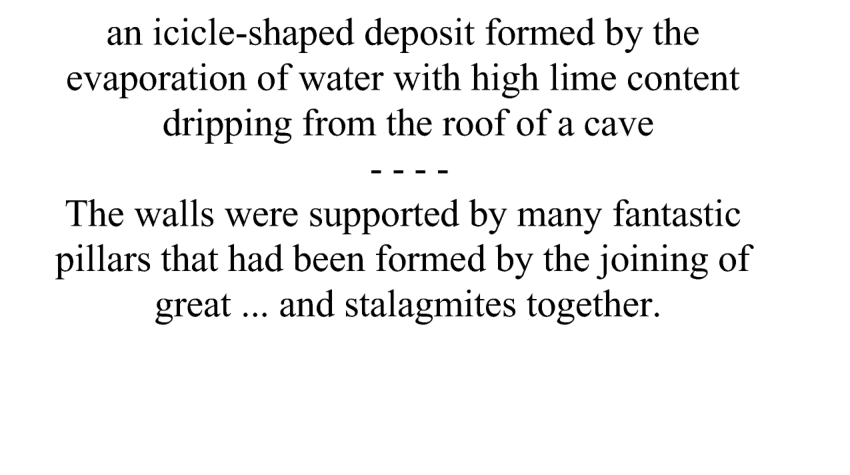 an icicle-shaped deposit formed by the
evaporation of water with high lime content
dripping from the roof of a cave
- - - -
The walls were supported by many fantastic
pillars that had been formed by the joining of
great ... and stalagmites together.